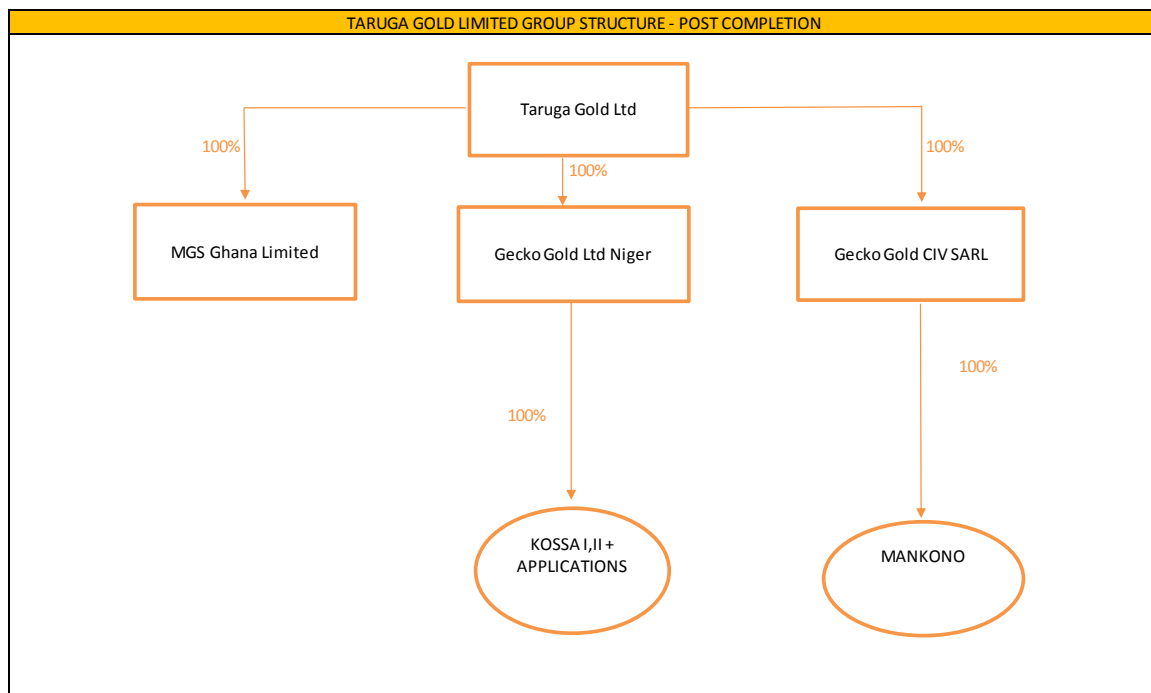 TARUGA GOLD LIMITED GROUP STRUCTURE - POST COMPLETION
Taruga Gold Ltd
100%
100%
100%
MGS Ghana Limited
Gecko Gold Ltd Niger
Gecko Gold CIV SARL
100%
100%
KOSSA I,II +
APPLICATIONS
MANKONO